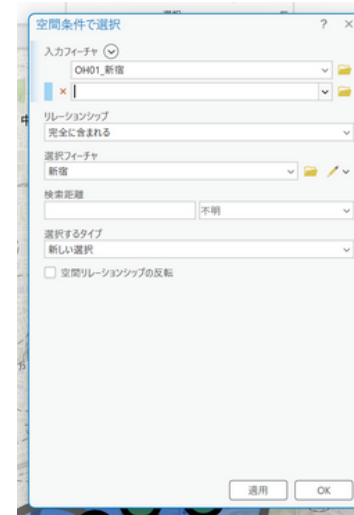 空間条件で選択 ? ×
入力フィーチャ
OH01_新宿
×
リレーションシップ
完全に含まれる
選択フィーチャ
新宿
検索距離
不明
選択するタイプ
新しい選択
空間リレーションシップの反転
適用 OK